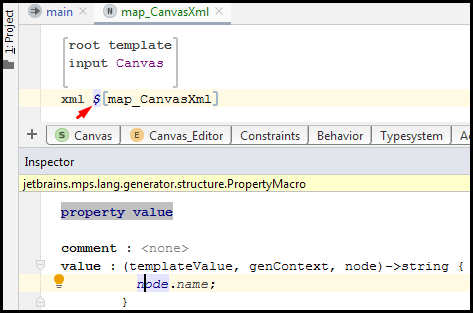 main
map_CanvasXml
1: Project
[root template
input Canvas
xml $[map_CanvasXml]
+ S Canvas E Canvas_Editor Constraints Behavior Typesystem
Inspector
jetbrains.mps.lang.generator.structure.PropertyMacro
property value
comment : <none>
value : (templateValue, genContext, node)->string {
node.name;
}